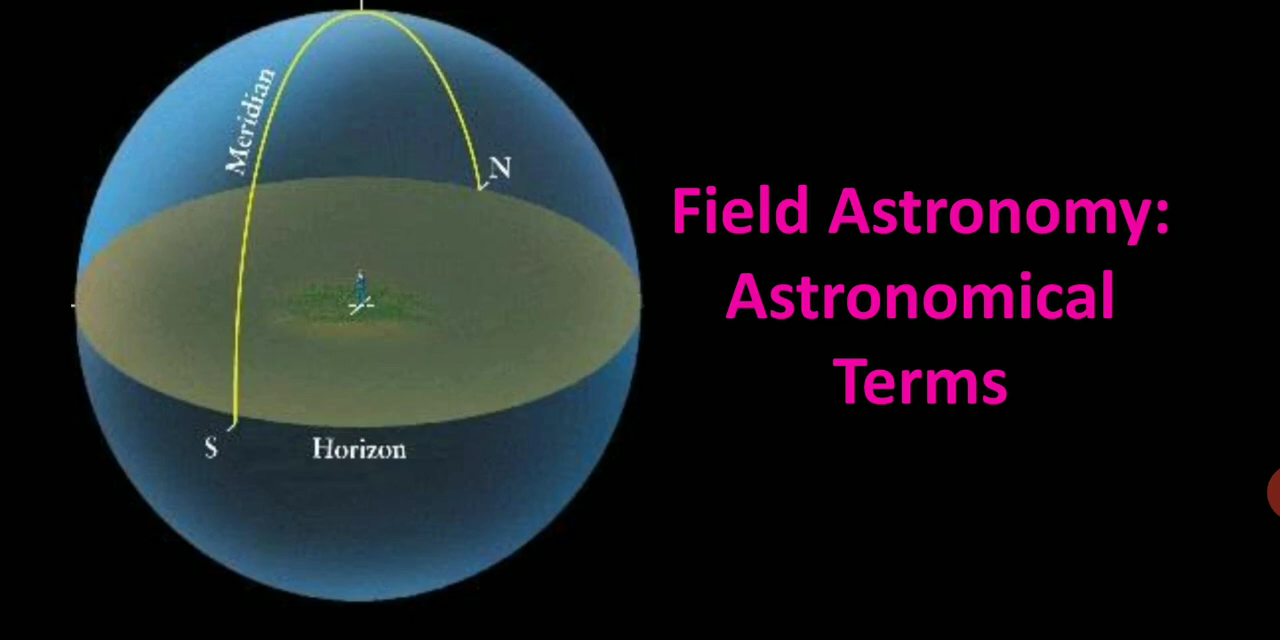 Meridian
N
S
Horizon
Field Astronomy:
Astronomical
Terms